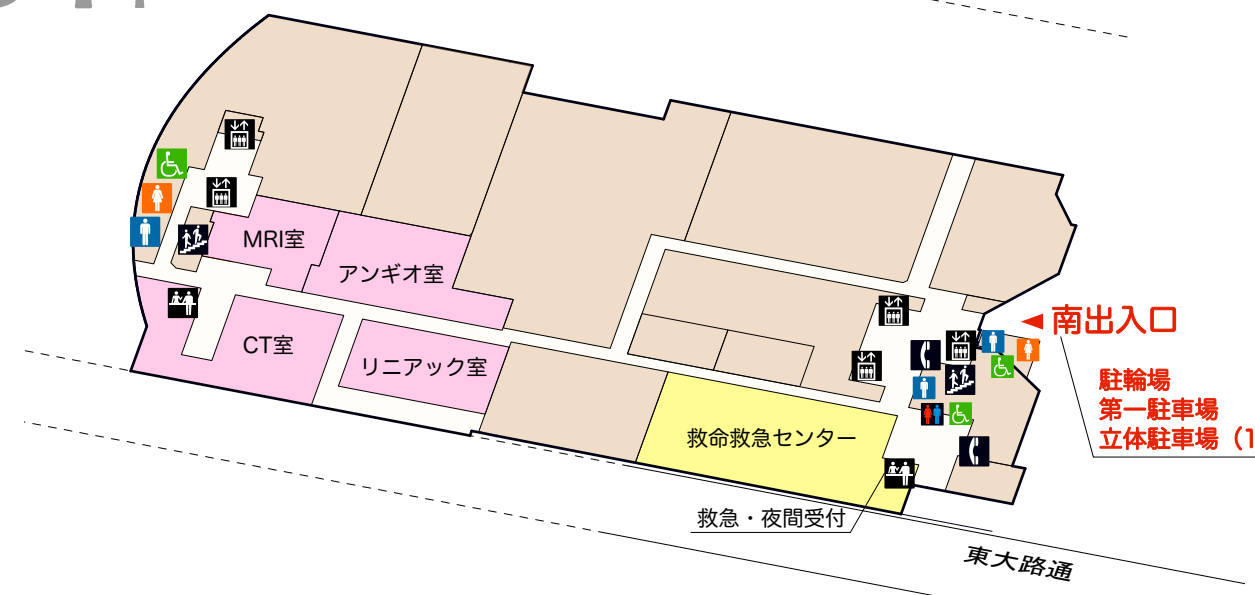 MRI室
アンギオ室
CT室
リニアック室
救命救急センター
救急・夜間受付
南出入口
駐輪場
第一駐車場
立体駐車場（1
東大路通